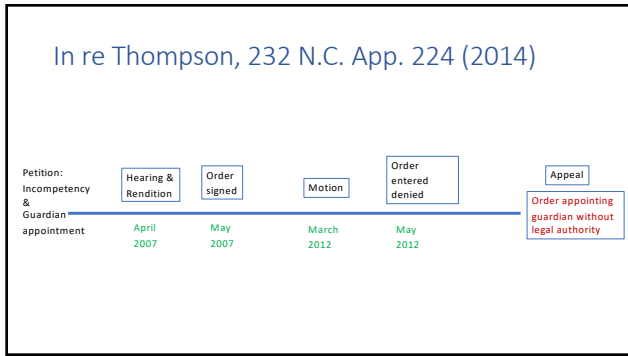 In re Thompson, 232 N.C. App. 224 (2014)
Petition:
Incompetency
&
Guardian
appointment
Hearing &
Rendition
April
2007
Order
signed
May
2007
Motion
March
2012
Order
entered
denied
May
2012
Appeal
Order appointing
guardian without
legal authority